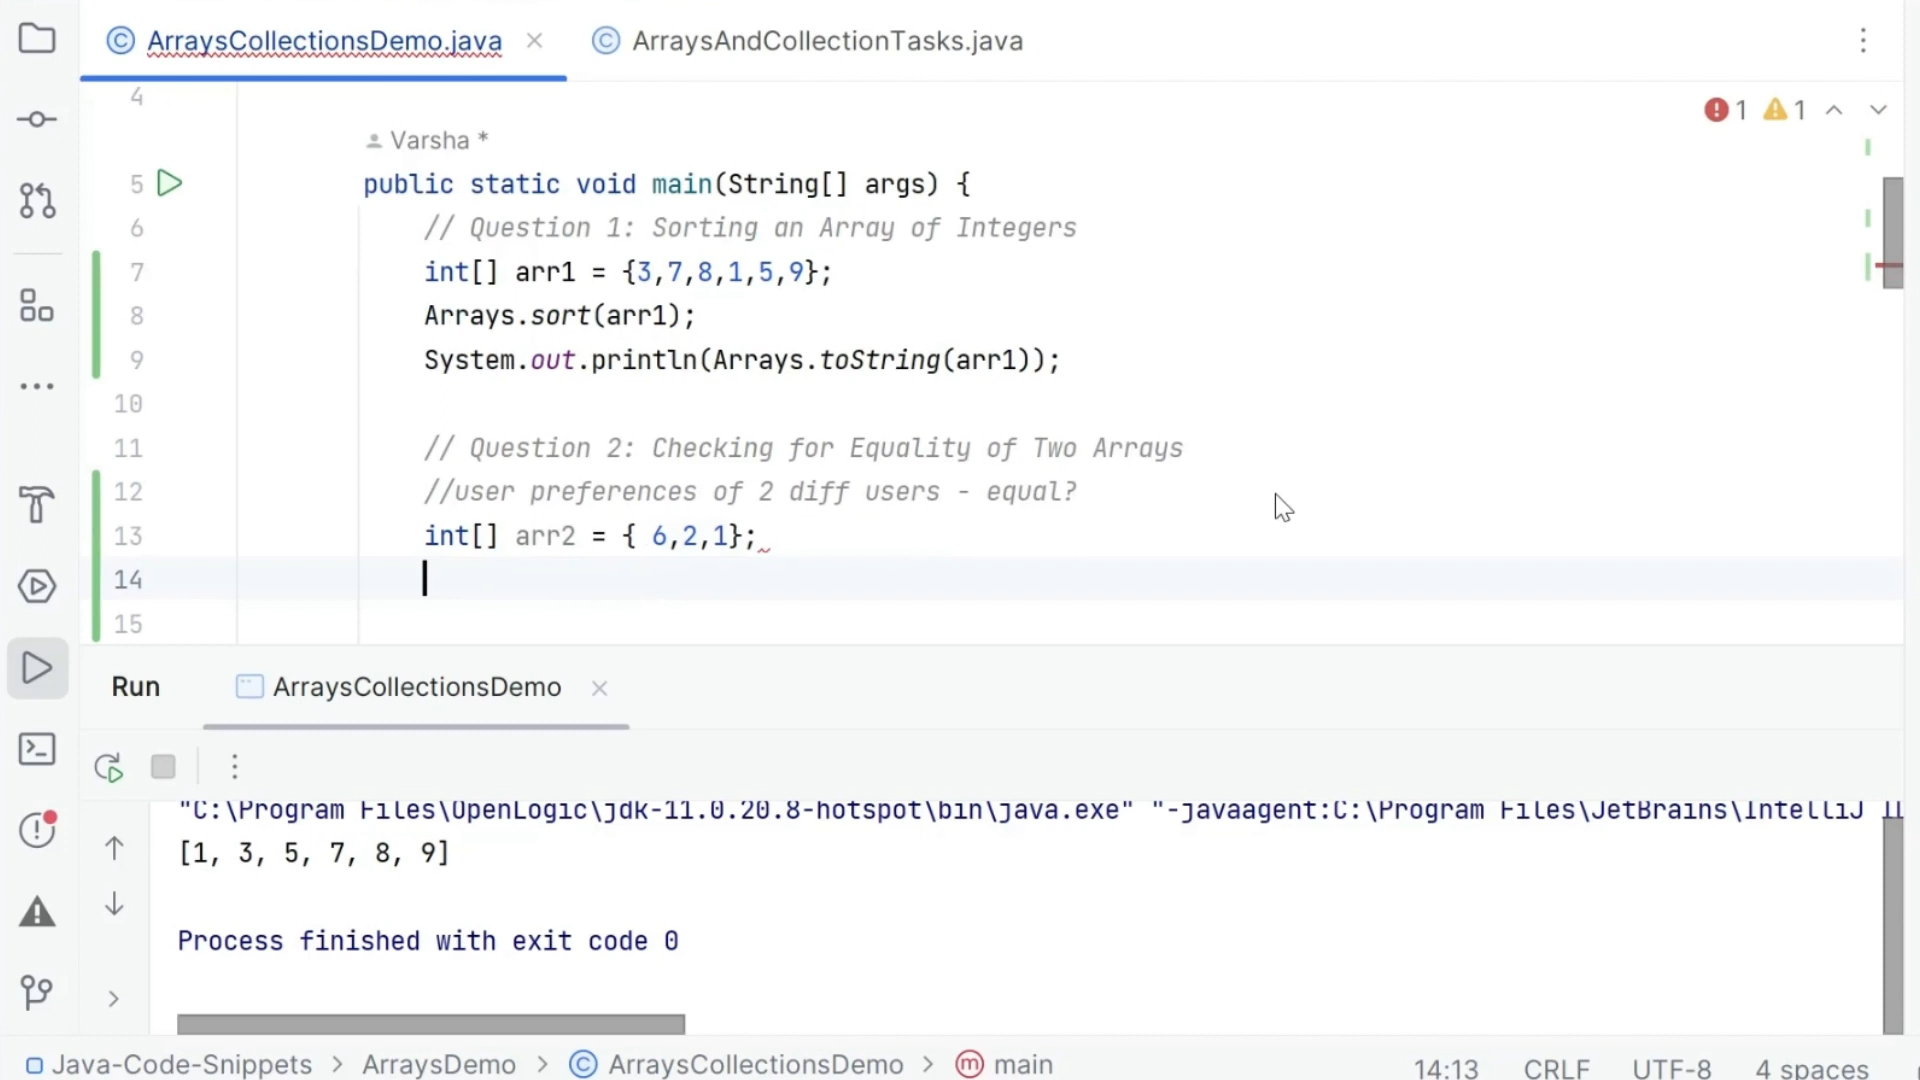 ArraysCollectionsDemo.java
ArraysAndCollectionTasks.java
4
1 1
Varsha *
5 public static void main(String[] args) {
6 // Question 1: Sorting an Array of Integers
7 int[] arr1 = {3,7,8,1,5,9};
8 Arrays.sort(arr1);
9 System.out.println(Arrays.toString(arr1));
10
11 // Question 2: Checking for Equality of Two Arrays
12 //user preferences of 2 diff users - equal?
13 int[] arr2 = { 6,2,1};
14
15
Run ArraysCollectionsDemo
"C:\Program Files\OpenLogic\jdk-11.0.20.8-hotspot\bin\java.exe" "-javaagent:C:\Program Files\JetBrains\IntelliJ
[1, 3, 5, 7, 8, 9]
Process finished with exit code 0
Java-Code-Snippets > ArraysDemo > ArraysCollectionsDemo > main
14:13 CRLF UTF-8 4 spaces